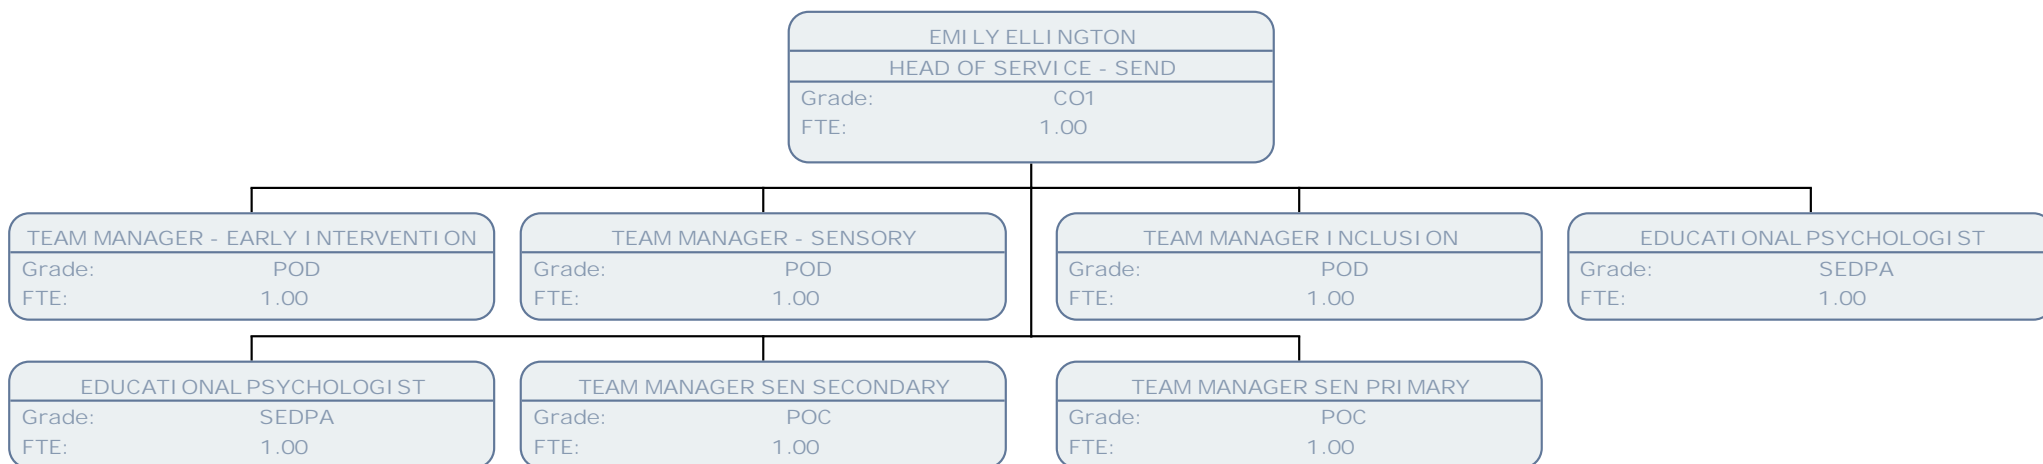 EMILY ELLINGTON
HEAD OF SERVICE - SEND
Grade: CO1
FTE: 1.00
TEAM MANAGER - EARLY INTERVENTION
Grade: POD
FTE: 1.00
TEAM MANAGER - SENSORY
Grade: POD
FTE: 1.00
TEAM MANAGER INCLUSION
Grade: POD
FTE: 1.00
EDUCATIONAL PSYCHOLOGIST
Grade: SEDPA
FTE: 1.00
EDUCATIONAL PSYCHOLOGIST
Grade: SEDPA
FTE: 1.00
TEAM MANAGER SEN SECONDARY
Grade: POC
FTE: 1.00
TEAM MANAGER SEN PRIMARY
Grade: POC
FTE: 1.00